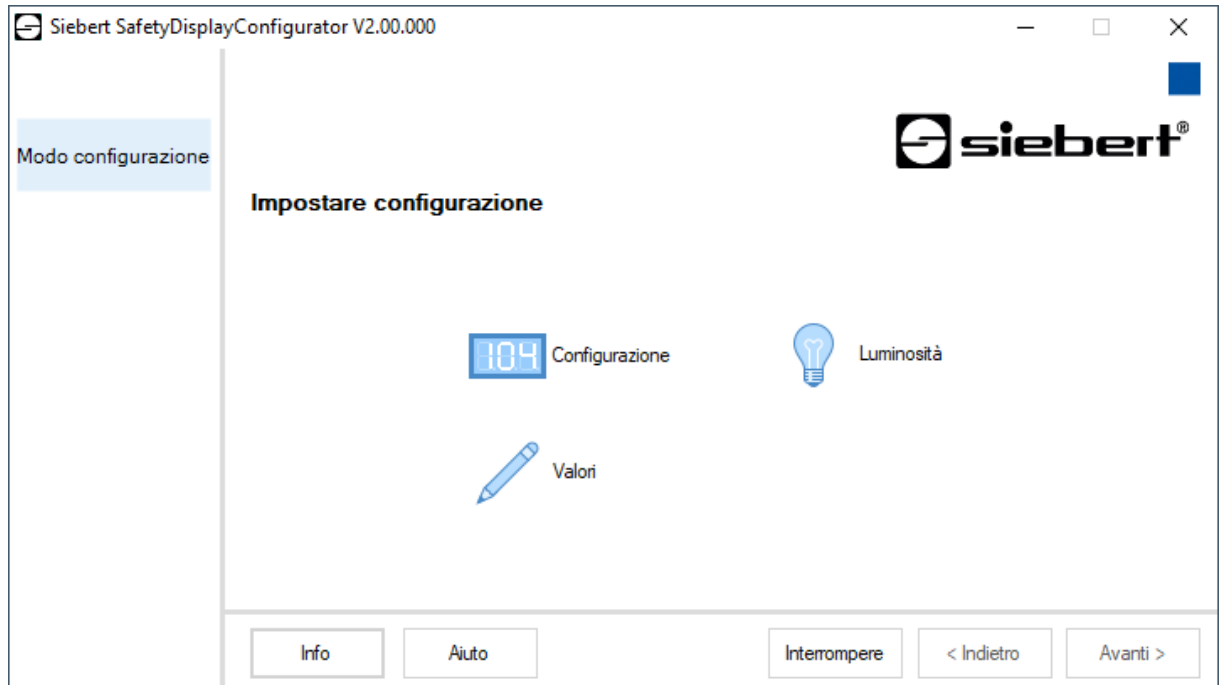 Siebert SafetyDisplayConfigurator V2.00.000
siebert®
Modo configurazione
Impostare configurazione
104 Configurazione
Luminosità
Valori
Info
Aiuto
Interrompere
< Indietro
Avanti >